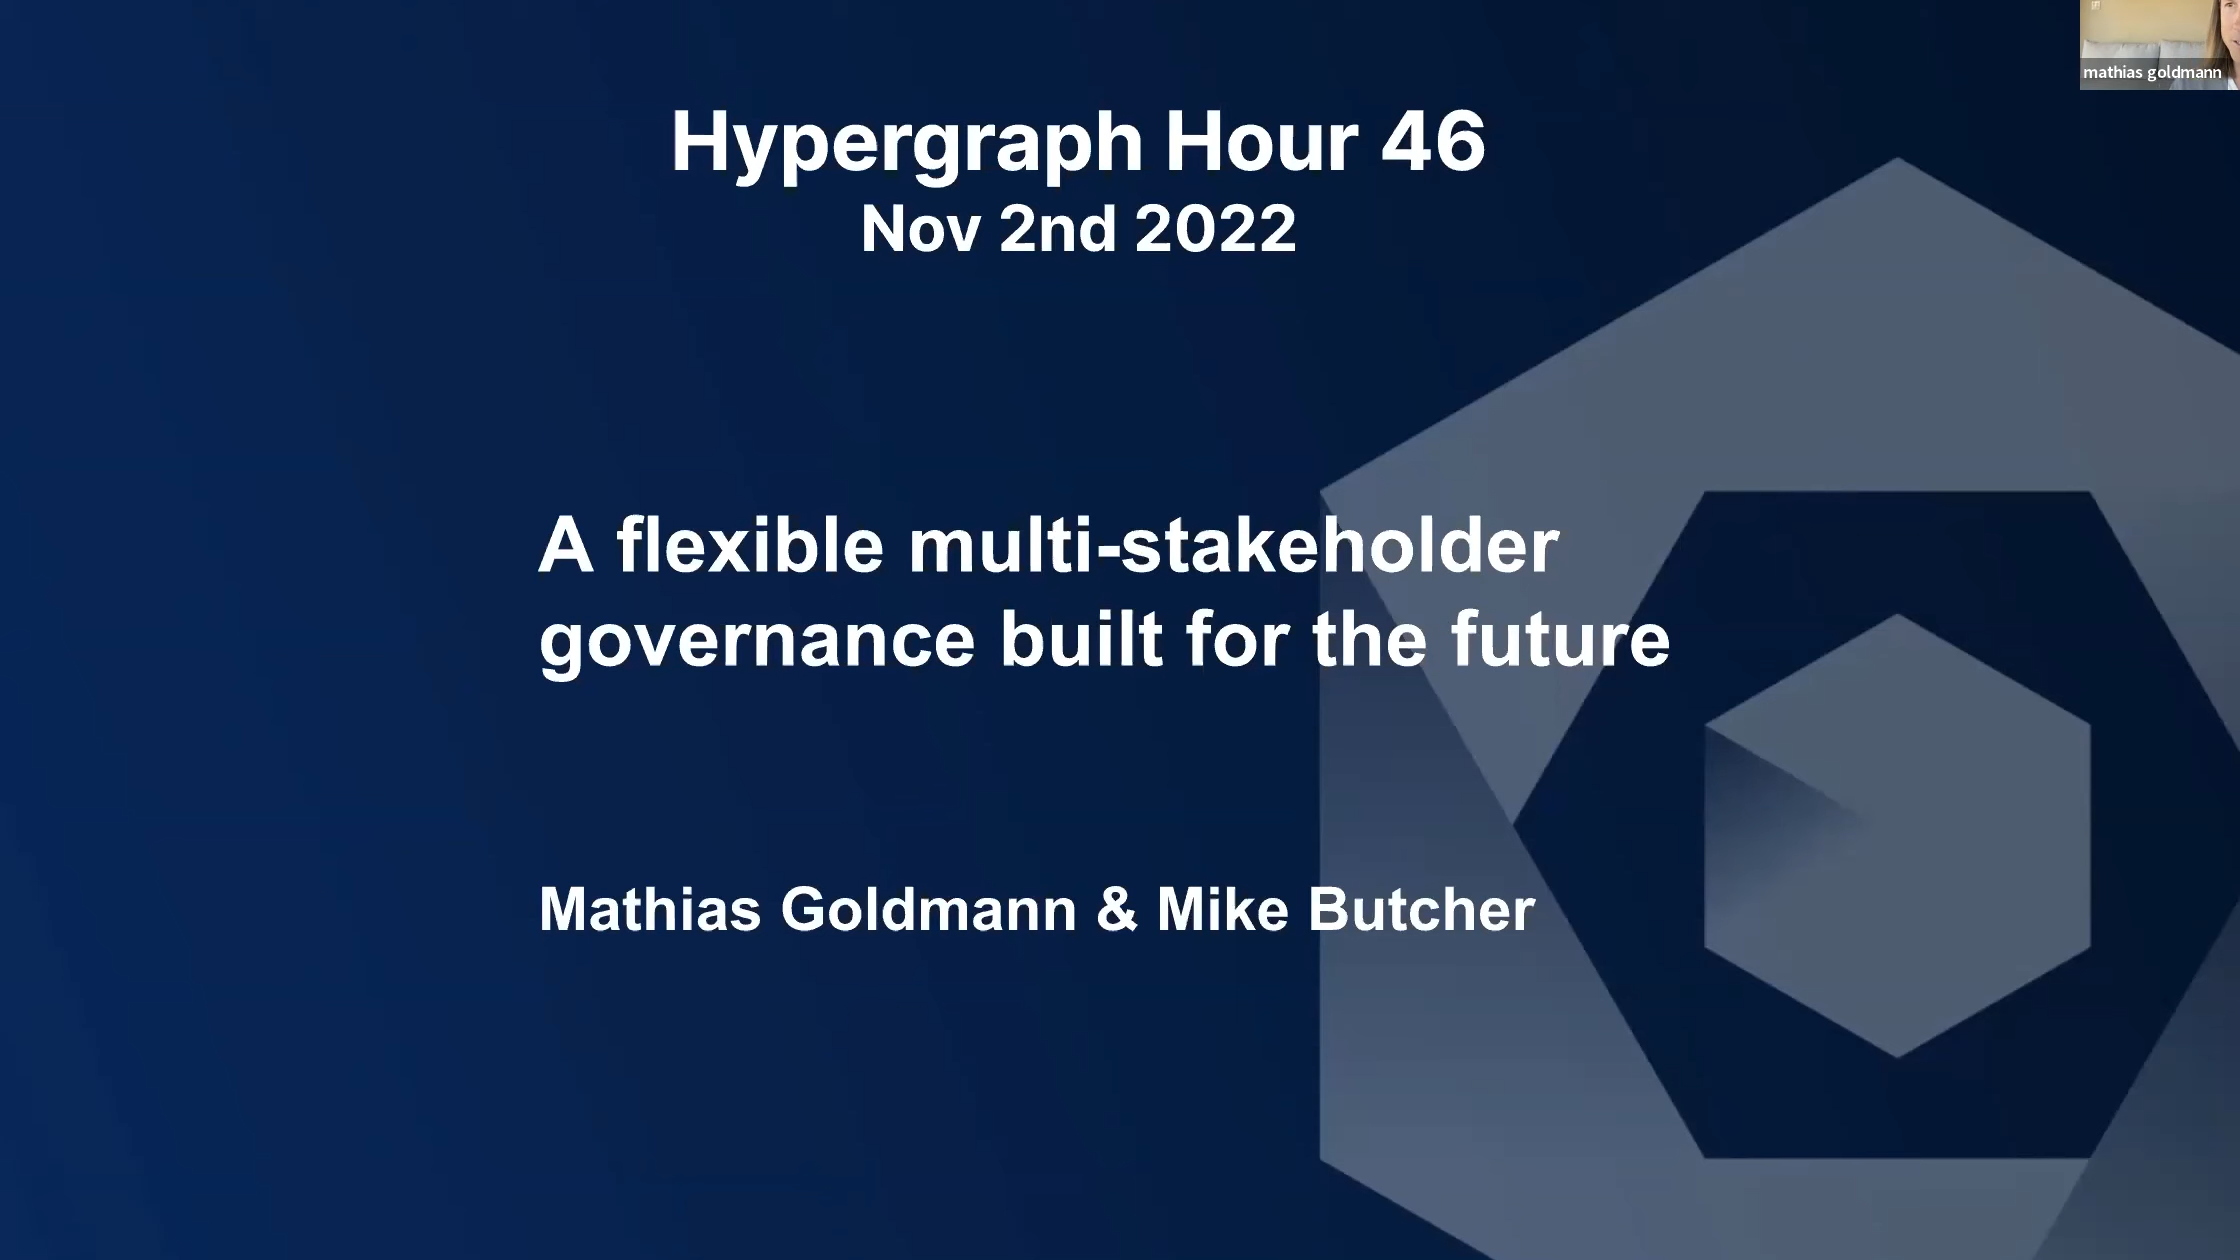 mathias goldmann
Hypergraph Hour 46
Nov 2nd 2022
A flexible multi-stakeholder
governance built for the future
Mathias Goldmann & Mike Butcher